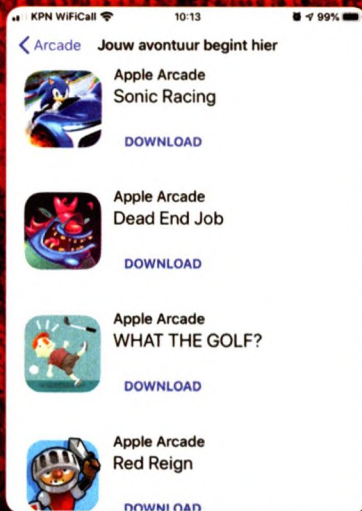 KPN WiFiCall 10:13 99%
Arcade Jouw avontuur begint hier
Apple Arcade
Sonic Racing
DOWNLOAD
Apple Arcade
Dead End Job
DOWNLOAD
Apple Arcade
WHAT THE GOLF?
DOWNLOAD
Apple Arcade
Red Reign
DOWNLOAD